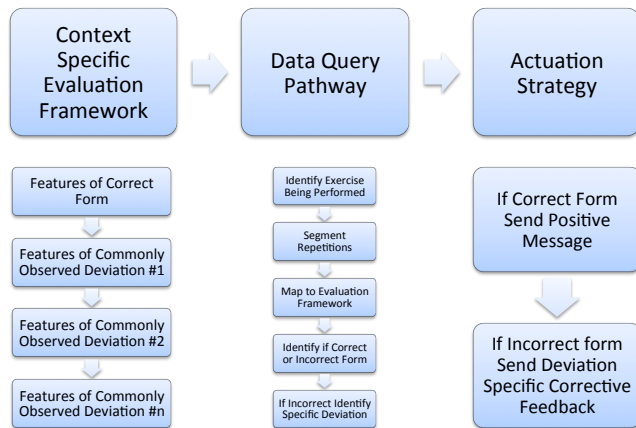 Context
Specific
Evaluation
Framework
Data Query
Pathway
Actuation
Strategy
Features of Correct
Form
Features of Commonly
Observed Deviation #1
Features of Commonly
Observed Deviation #2
Features of Commonly
Observed Deviation #n
Identify Exercise
Being Performed
Segment
Repetitions
Map to Evaluation
Framework
Identify if Correct
or Incorrect Form
If Incorrect Identify
Specific Deviation
If Correct Form
Send Positive
Message
If Incorrect form
Send Deviation
Specific Corrective
Feedback